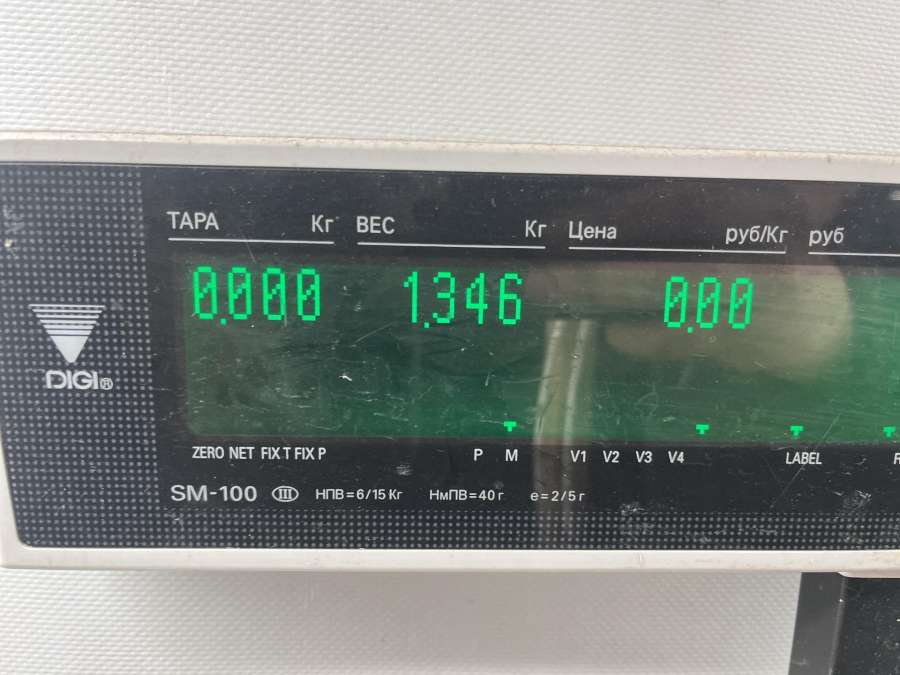 ТАРА Кг ВЕС Кг Цена руб/Кг руб
0.000 1.346 0.00
DIGI®
ZERO NET FIX T FIX P P M V1 V2 V3 V4 LABEL
SM-100 III НПВ=6/15 Кг НмПВ=40 г e=2/5 г